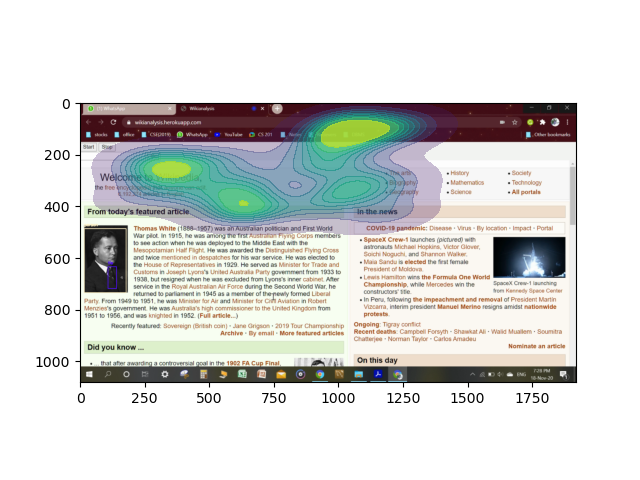 0
200
400
600
800
1000
0 250 500 750 1000 1250 1500 1750
(1) WhatsApp
Wikianalysis
wikianalysis.herokuapp.com
stocks office CSE(2019) WhatsApp YouTube CS 251
Other bookmarks
Start Stop
Welcome to
the free
• History
• Mathematics
• Science
• Society
• Technology
• All portals
From today's featured article
Thomas White (1888–1957) was an Australian politician and First World
War pilot. In 1915, he was among the first Australian Flying Corps members
to see action when he was deployed to the Middle East with the
Mesopotamian Half Flight. He was awarded the Distinguished Flying Cross
and twice mentioned in despatches for his war service. He was elected to
the House of Representatives in 1929. He served as Minister for Trade and
Customs in Joseph Lyons's United Australia Party government from 1933 to
1938, but resigned when he was excluded from Lyons's inner cabinet. After
service in the Royal Australian Air Force during the Second World War, he
returned to parliament in 1945 as a member of the newly formed Liberal
Party. From 1949 to 1951, he was Minister for Air and Minister for Civil Aviation in Robert
Menzies's government. He was Australia's high commissioner to the United Kingdom from
1951 to 1956, and was knighted in 1952. (Full article...)
Recently featured: Sovereign (British coin) · Jane Grigson · 2019 Tour Championship
Archive · By email · More featured articles
Did you know ...
• that after awarding a controversial goal in the 1902 FA Cup Final,
In the news
COVID-19 pandemic: Disease · Virus · By location · Impact · Portal
• SpaceX Crew-1 launches (pictured) with
astronauts Michael Hopkins, Victor Glover,
Soichi Noguchi, and Shannon Walker.
• Maia Sandu is elected the first female
President of Moldova.
• Lewis Hamilton wins the Formula One World
Championship, while Mercedes win the
constructors' title.
• In Peru, following the impeachment and removal of President Martín
Vizcarra, interim president Manuel Merino resigns amidst nationwide
protests.
SpaceX Crew-1 launching
from Kennedy Space Center
Ongoing: Tigray conflict
Recent deaths: Campbell Forsyth · Shawkat Ali · Walid Muallem · Soumitra
Chatterjee · Norman Taylor · Carlos Amadeu
Nominate an article
On this day
ENG
7:28 PM
18-Nov-20